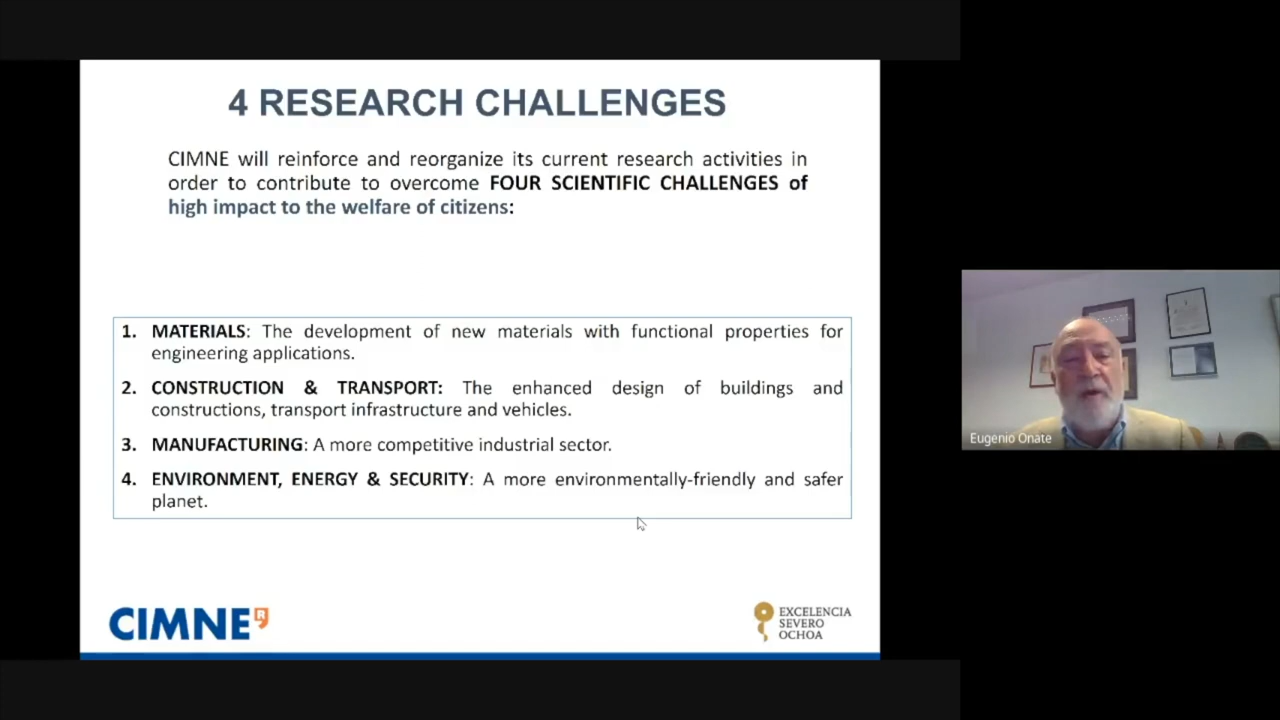 4 RESEARCH CHALLENGES
CIMNE will reinforce and reorganize its current research activities in
order to contribute to overcome FOUR SCIENTIFIC CHALLENGES of
high impact to the welfare of citizens:
1. MATERIALS: The development of new materials with functional properties for
engineering applications.
2. CONSTRUCTION & TRANSPORT: The enhanced design of buildings and
constructions, transport infrastructure and vehicles.
3. MANUFACTURING: A more competitive industrial sector.
4. ENVIRONMENT, ENERGY & SECURITY: A more environmentally-friendly and safer
planet.
CIMNE R
EXCELENCIA
SEVERO
OCHOA
Eugenio Onate